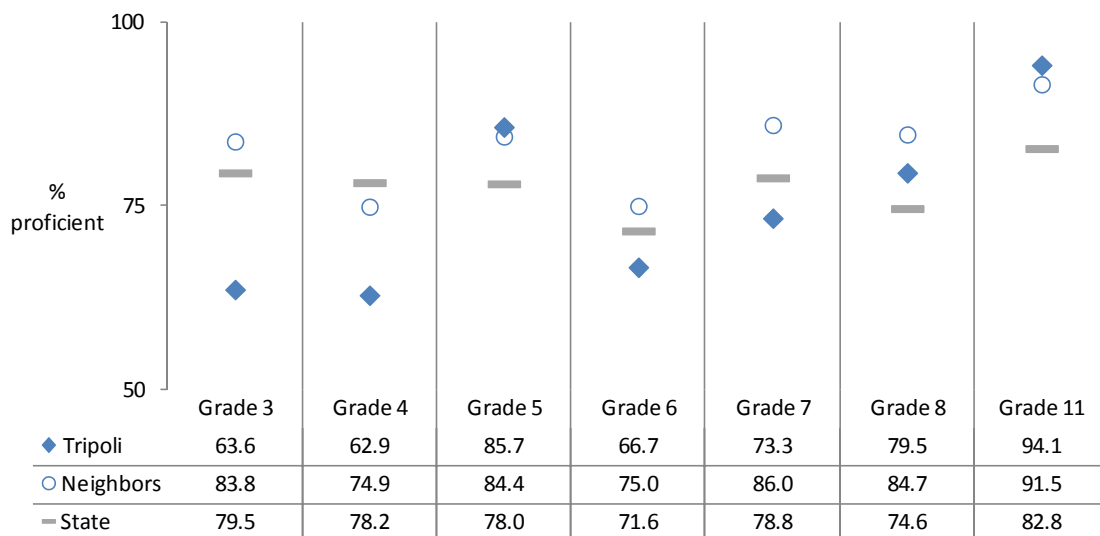 100
75
%
proficient
50
Grade 3 Grade 4 Grade 5 Grade 6 Grade 7 Grade 8 Grade 11
Tripoli 63.6 62.9 85.7 66.7 73.3 79.5 94.1
Neighbors 83.8 74.9 84.4 75.0 86.0 84.7 91.5
State 79.5 78.2 78.0 71.6 78.8 74.6 82.8